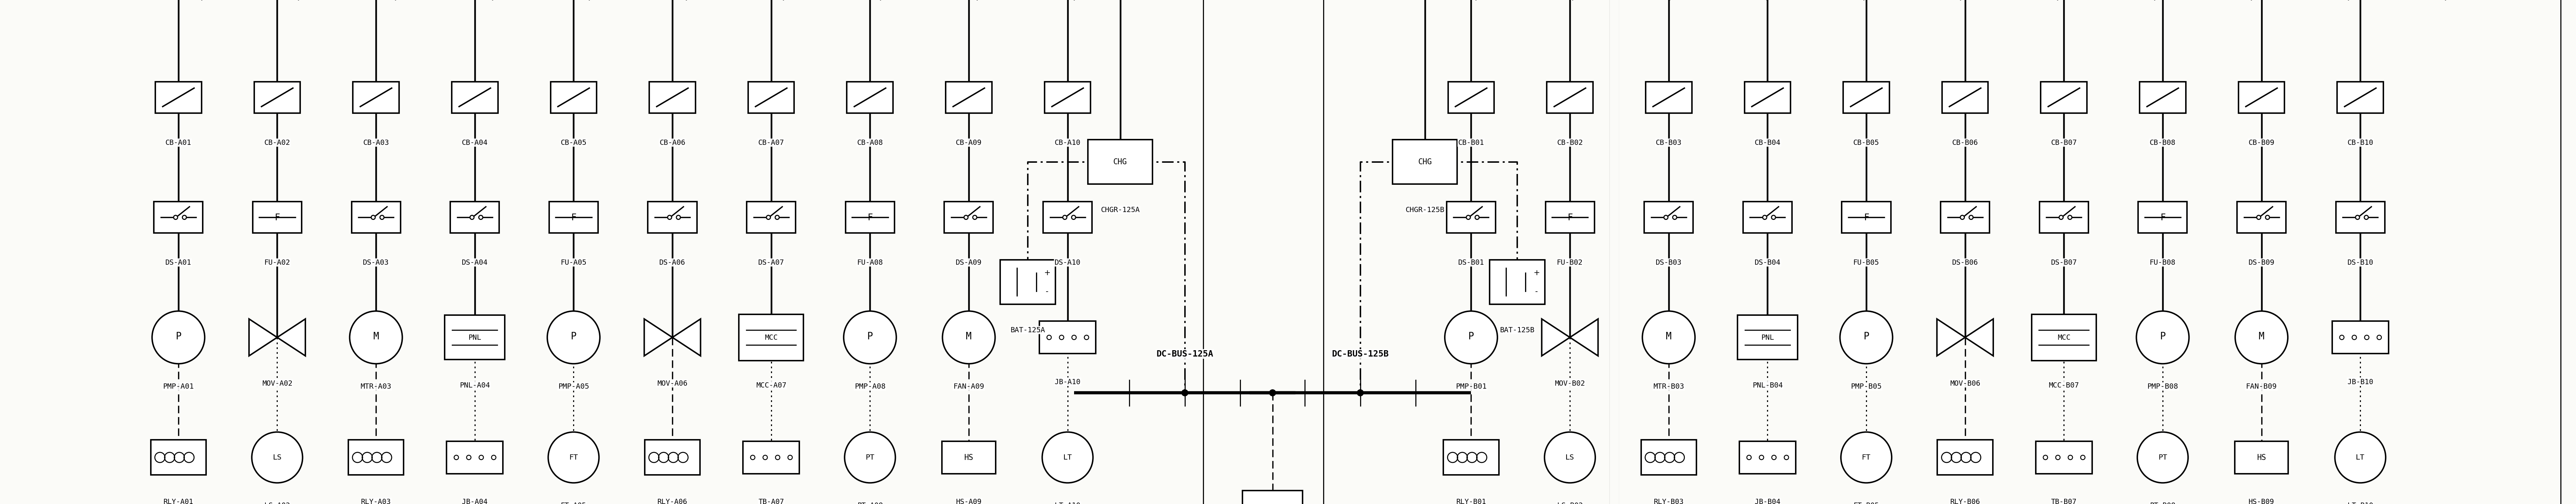 CB-A01 CB-A02 CB-A03 CB-A04 CB-A05 CB-A06 CB-A07 CB-A08 CB-A09 CB-A10 CB-B01 CB-B02 CB-B03 CB-B04 CB-B05 CB-B06 CB-B07 CB-B08 CB-B09 CB-B10
CHG CHG
CHGR-125A CHGR-125B
F F F F F F
DS-A01 FU-A02 DS-A03 DS-A04 FU-A05 DS-A06 DS-A07 FU-A08 DS-A09 DS-A10 DS-B01 FU-B02 DS-B03 DS-B04 FU-B05 DS-B06 DS-B07 FU-B08 DS-B09 DS-B10
+ +
- -
BAT-125A BAT-125B
P M PNL P MCC P M P M PNL P MCC P M
DC-BUS-125A DC-BUS-125B
PMP-A01 MOV-A02 MTR-A03 PNL-A04 PMP-A05 MOV-A06 MCC-A07 PMP-A08 FAN-A09 JB-A10 PMP-B01 MOV-B02 MTR-B03 PNL-B04 PMP-B05 MOV-B06 MCC-B07 PMP-B08 FAN-B09 JB-B10
LS FT PT HS LT LS FT PT HS LT
RLY-A01 RLY-A03 JB-A04 RLY-A06 TB-A07 HS-A09 RLY-B01 RLY-B03 JB-B04 RLY-B06 TB-B07 HS-B09